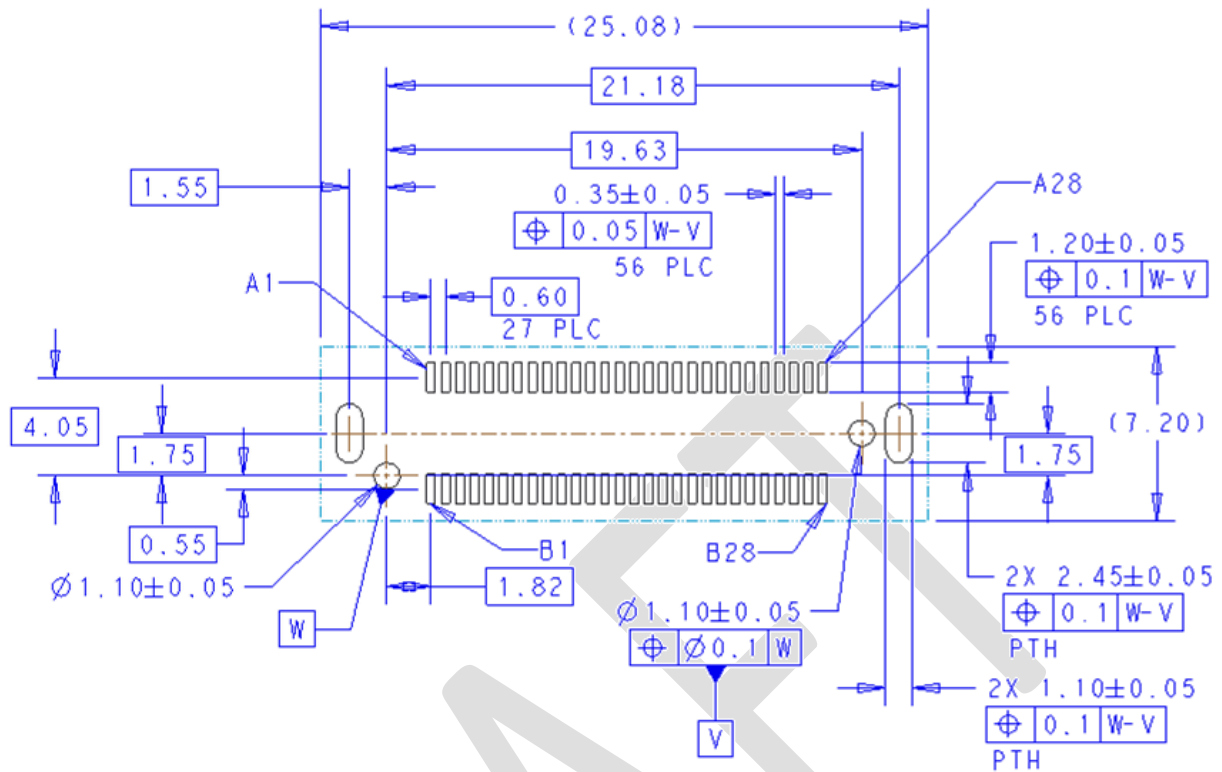 (25.08)
21.18
19.63
1.55
0.35±0.05
⌖ 0.05 W-V
56 PLC
A28
1.20±0.05
⌖ 0.1 W-V
56 PLC
A1
0.60
27 PLC
4.05
1.75
(7.20)
1.75
0.55
B1
B28
Ø1.10±0.05
1.82
W
Ø1.10±0.05
⌖ Ø0.1 W
V
2X 2.45±0.05
⌖ 0.1 W-V
PTH
2X 1.10±0.05
⌖ 0.1 W-V
PTH